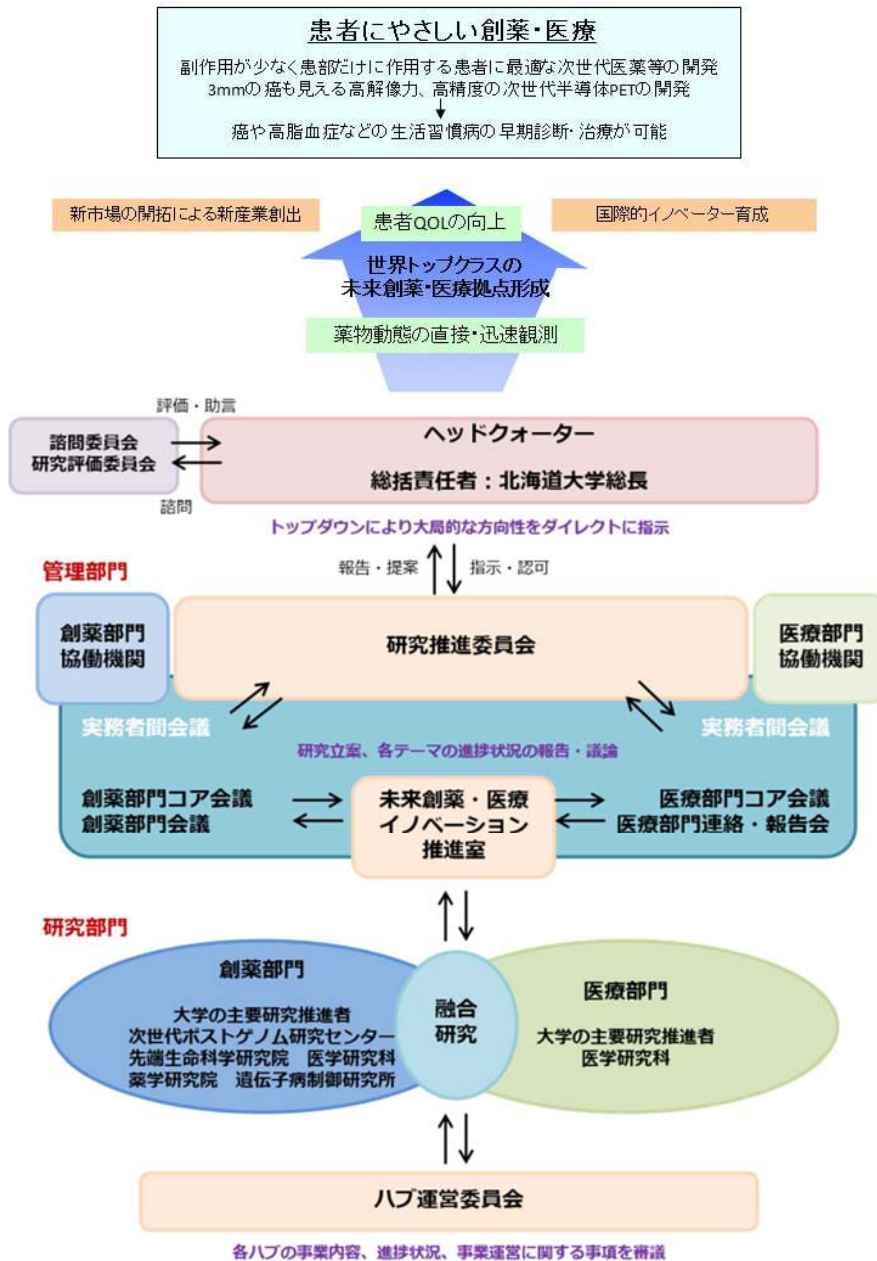 患者にやさしい創薬・医療
副作用が少なく患部だけに作用する患者に最適な次世代医薬等の開発
3mmの癌も見える高解像力、高精度の次世代半導体PETの開発
癌や高脂血症などの生活習慣病の早期診断・治療が可能
新市場の開拓による新産業創出
患者QOLの向上
国際的イノベーター育成
世界トップクラスの
未来創薬・医療拠点形成
薬物動態の直接・迅速観測
評価・助言
諮問委員会
研究評価委員会
諮問
ヘッドクォーター
総括責任者：北海道大学総長
トップダウンにより大局的な方向性をダイレクトに指示
報告・提案
指示・認可
管理部門
創薬部門
協働機関
研究推進委員会
医療部門
協働機関
実務者間会議
実務者間会議
研究立案、各テーマの進捗状況の報告・議論
創薬部門コア会議
創薬部門会議
未来創薬・医療
イノベーション
推進室
医療部門コア会議
医療部門連絡・報告会
研究部門
創薬部門
大学の主要研究推進者
次世代ポストゲノム研究センター
先端生命科学研究院　医学研究科
薬学研究院　遺伝子病制御研究所
融合
研究
医療部門
大学の主要研究推進者
医学研究科
ハブ運営委員会
各ハブの事業内容、進捗状況、事業運営に関する事項を審議